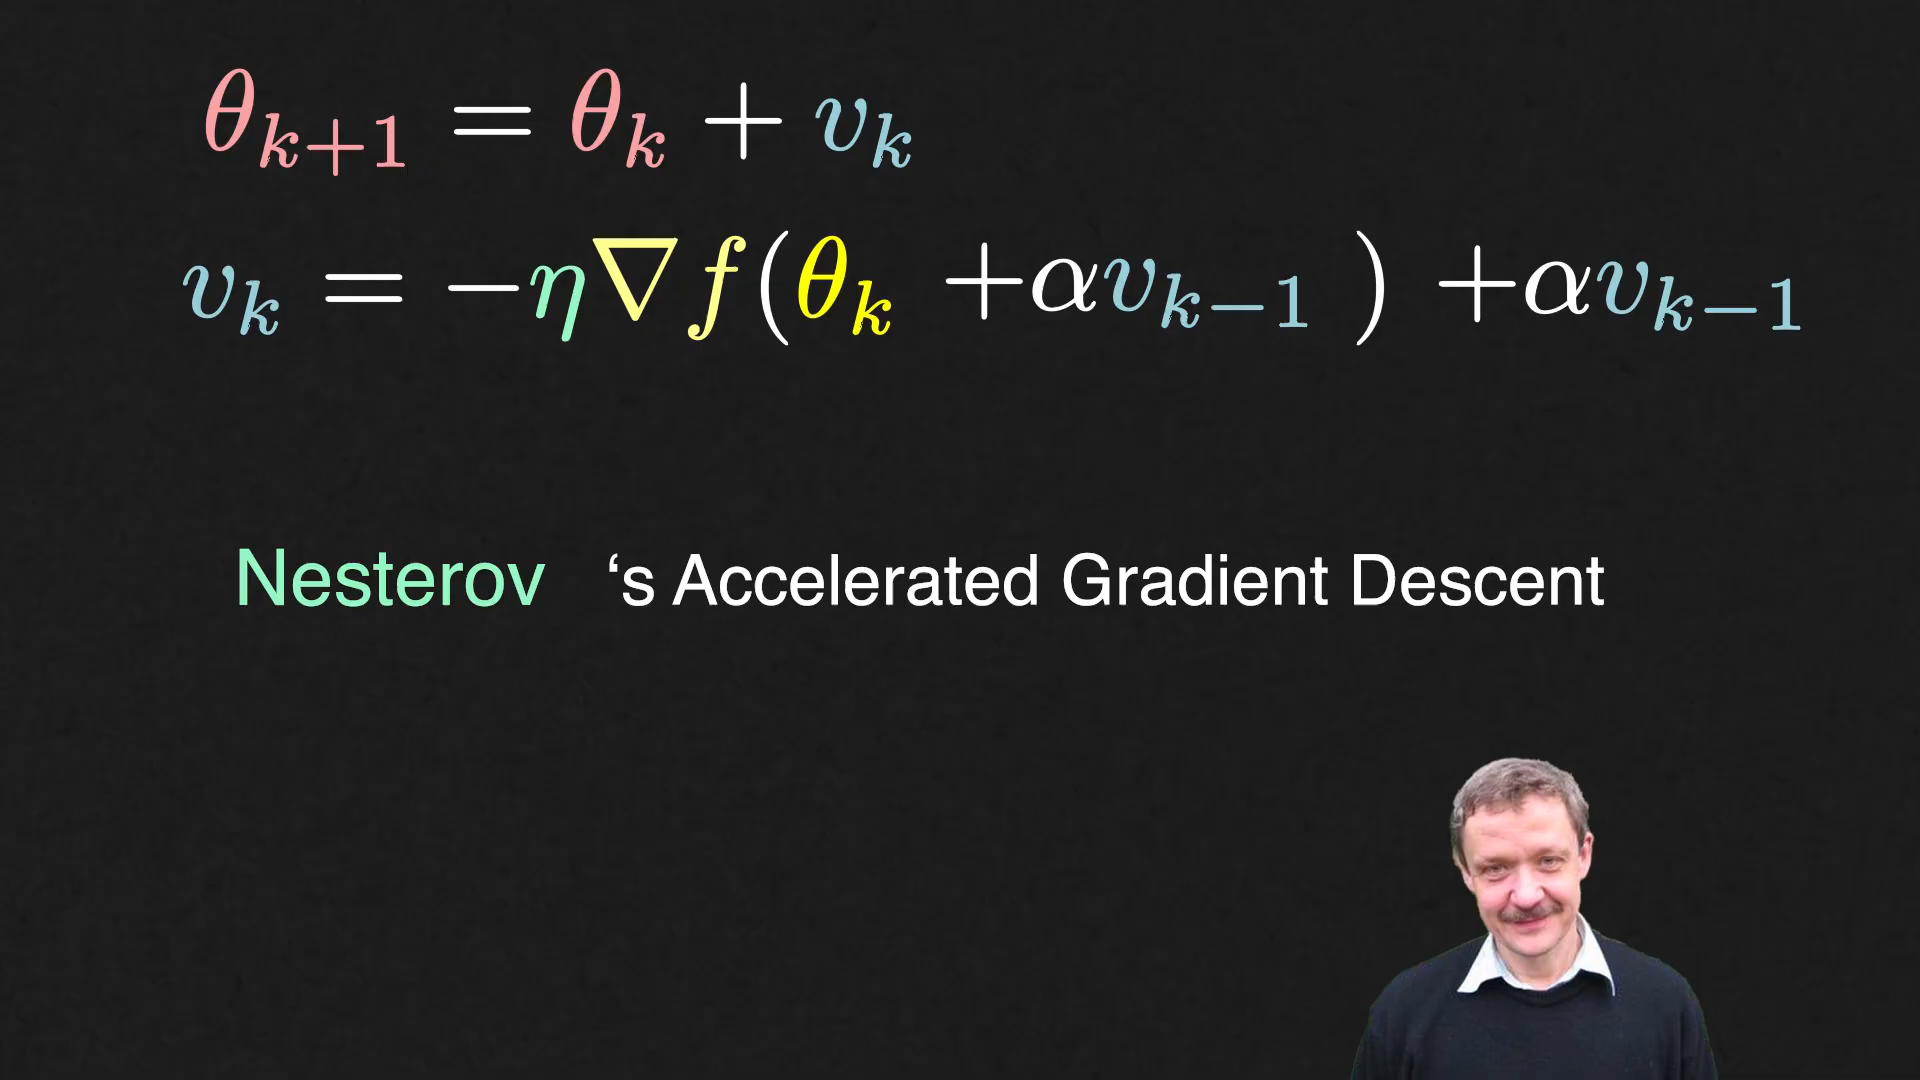 θ_{k+1} = θ_k + v_k
v_k = −η∇f(θ_k +αv_{k−1} ) +αv_{k−1}
Nesterov ‘s Accelerated Gradient Descent